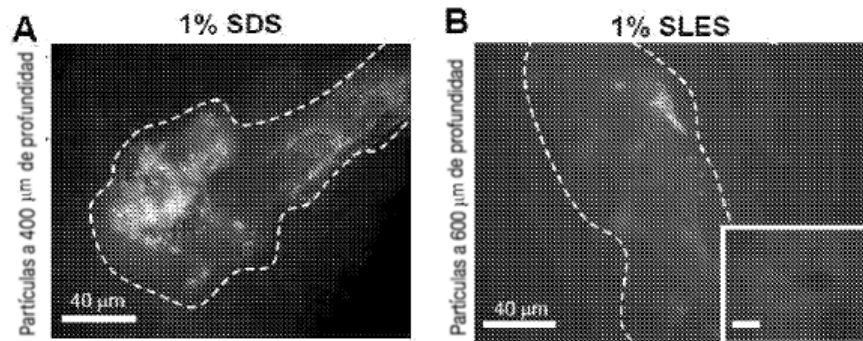 A
1% SDS
Partículas a 400 μm de profundidad
40 μm
B
1% SLES
Partículas a 600 μm de profundidad
40 μm